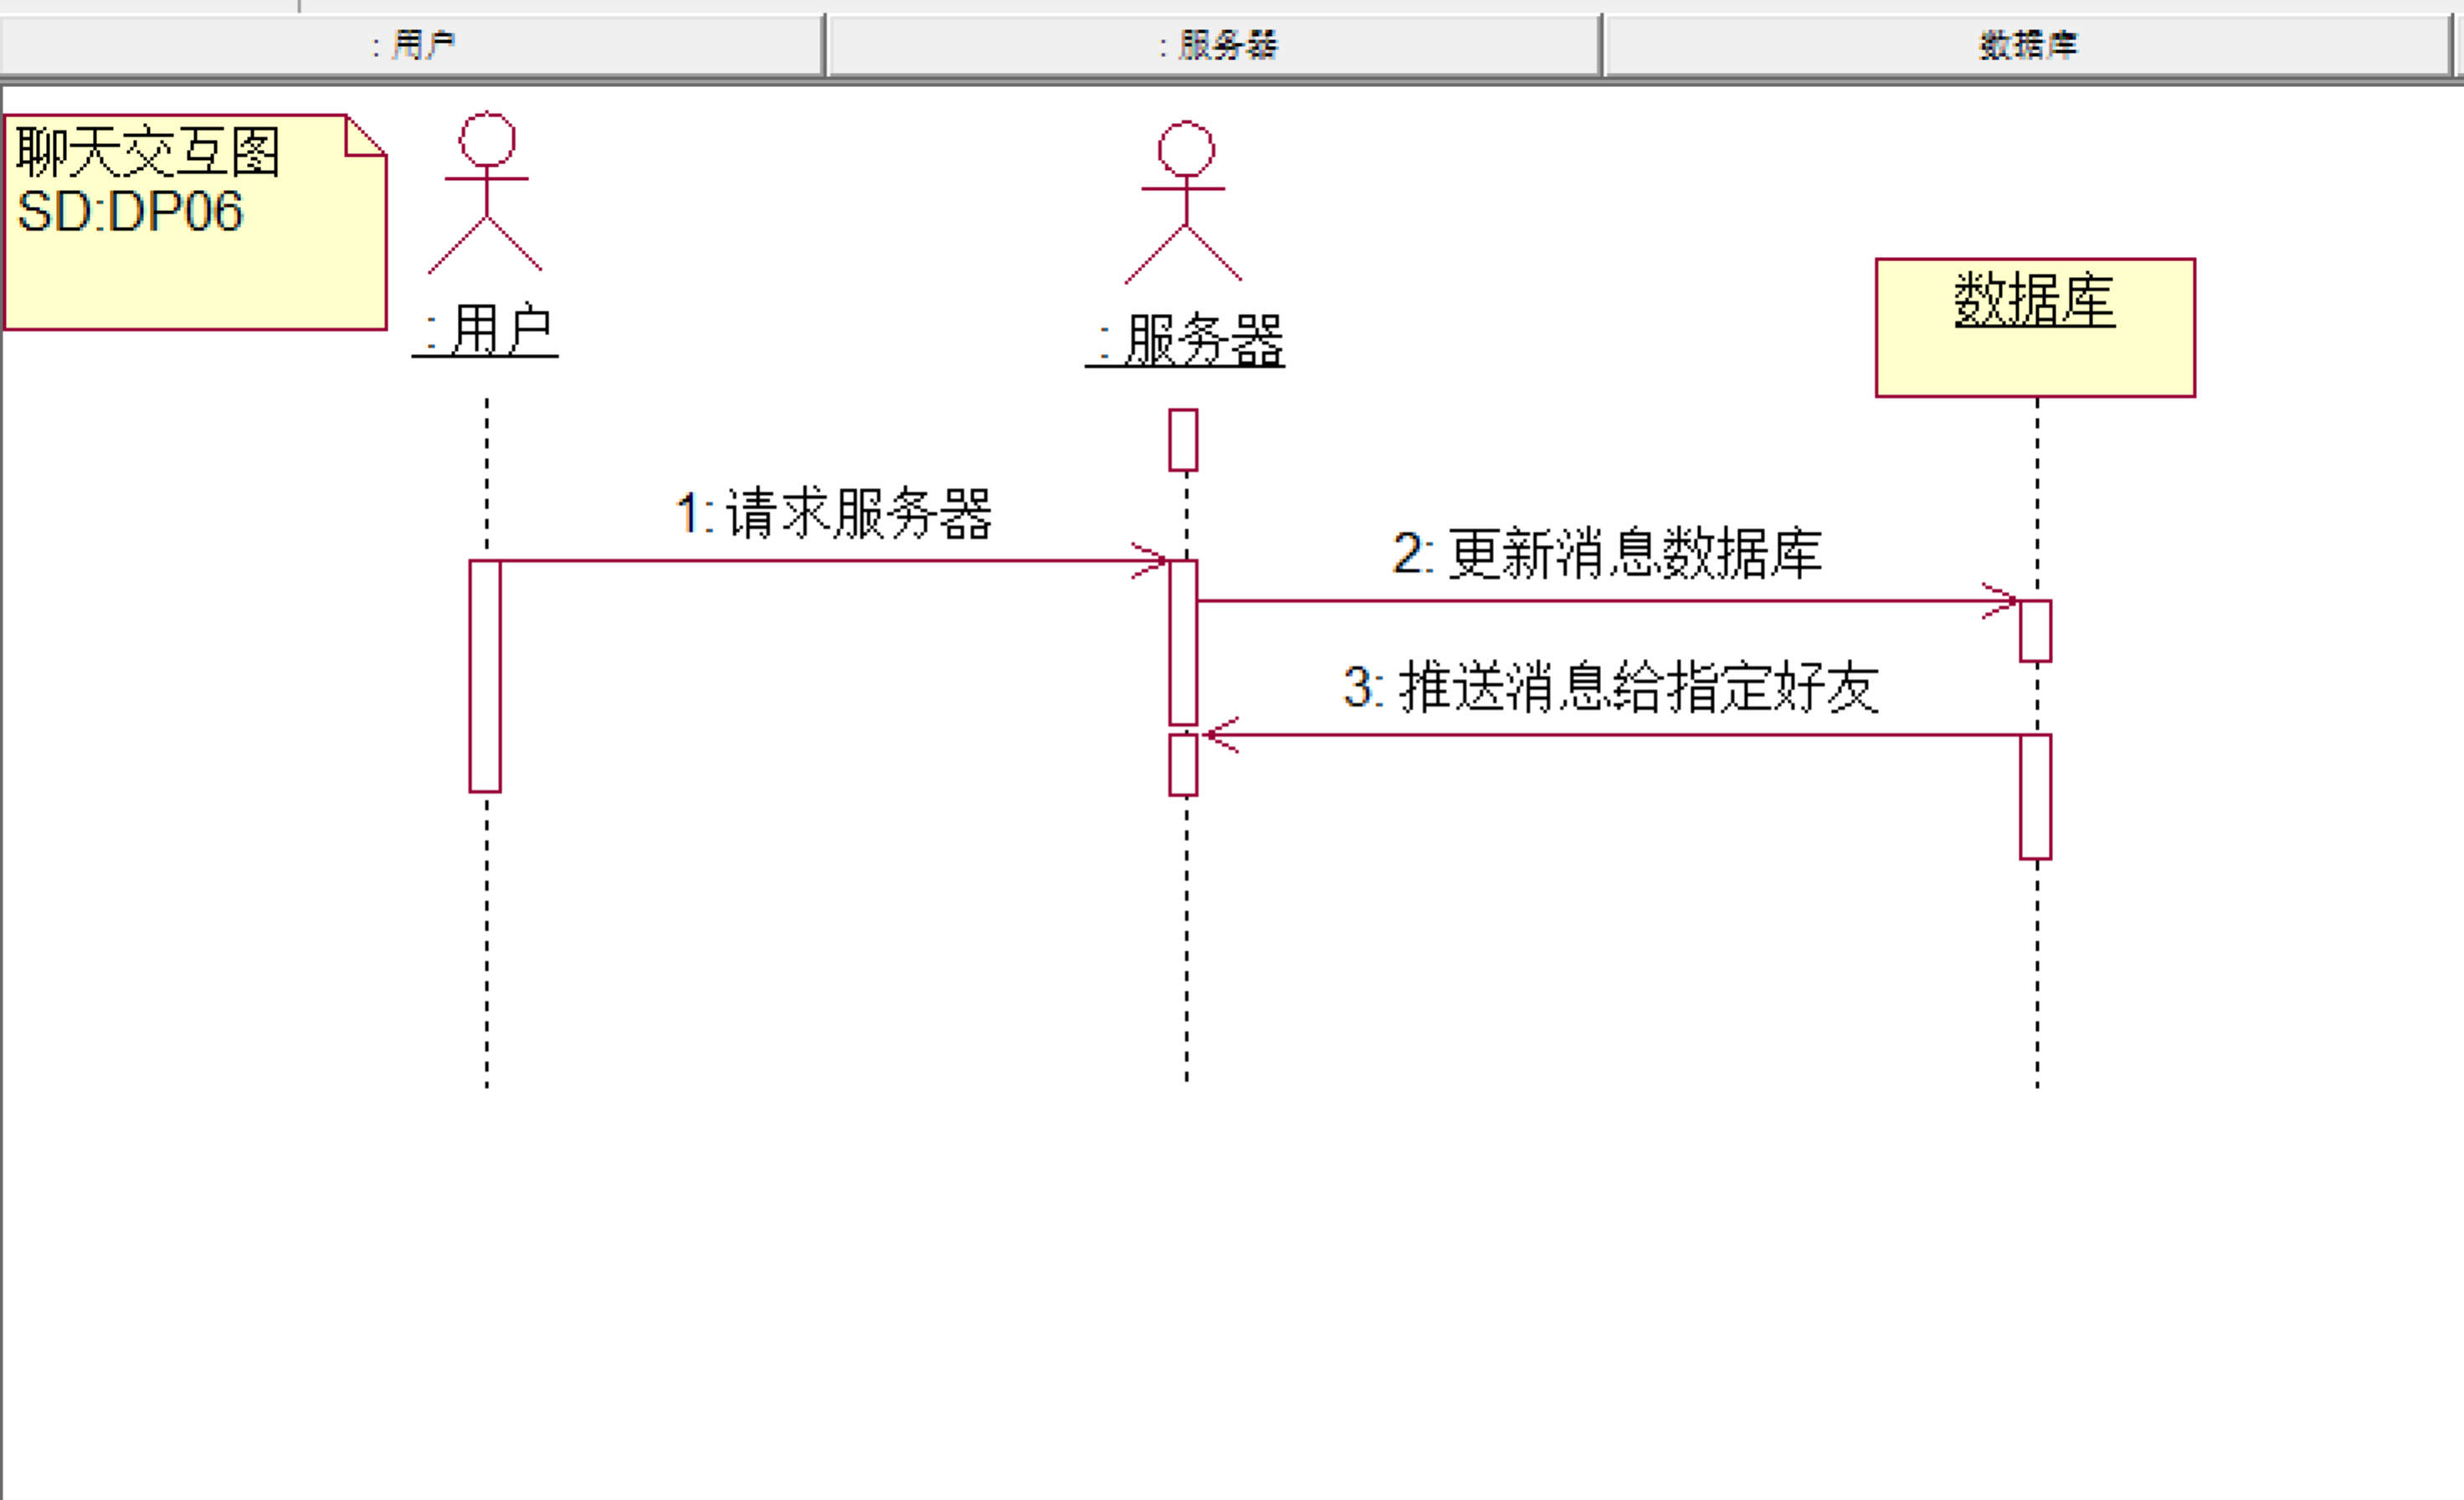 : 用户
: 服务器
数据库
聊天交互图
SD:DP06
: 用户
: 服务器
数据库
1: 请求服务器
2: 更新消息数据库
3: 推送消息给指定好友